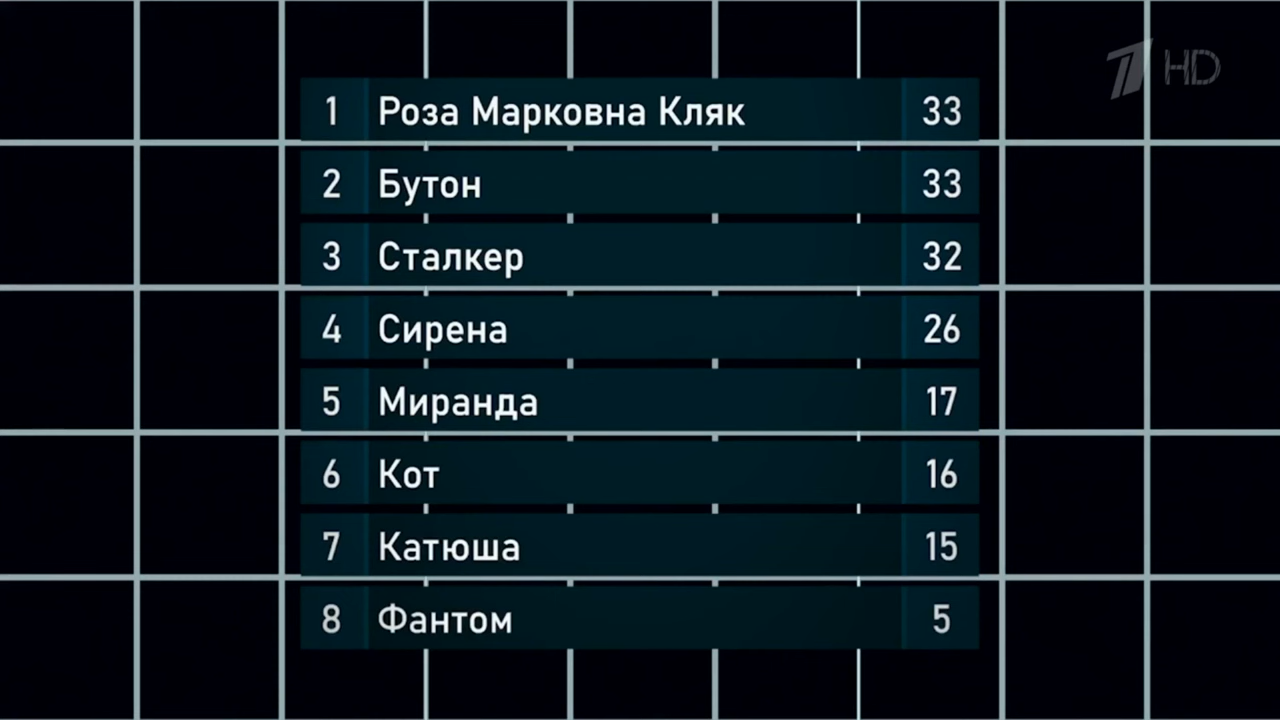 1 HD
1 Роза Марковна Кляк 33
2 Бутон 33
3 Сталкер 32
4 Сирена 26
5 Миранда 17
6 Кот 16
7 Катюша 15
8 Фантом 5